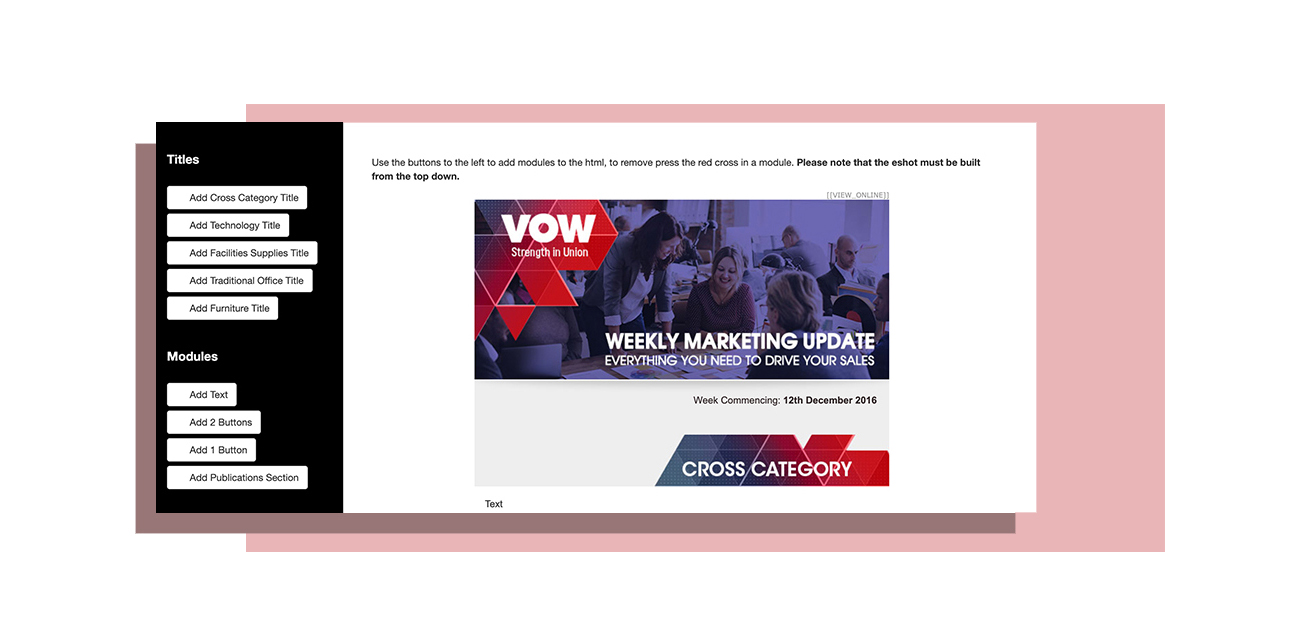 Titles
Add Cross Category Title
Add Technology Title
Add Facilities Supplies Title
Add Traditional Office Title
Add Furniture Title
Modules
Add Text
Add 2 Buttons
Add 1 Button
Add Publications Section
Use the buttons to the left to add modules to the html, to remove press the red cross in a module. Please note that the eshot must be built
from the top down.
[[VIEW_ONLINE]]
VOW
Strength in Union
WEEKLY MARKETING UPDATE
EVERYTHING YOU NEED TO DRIVE YOUR SALES
Week Commencing: 12th December 2016
CROSS CATEGORY
Text